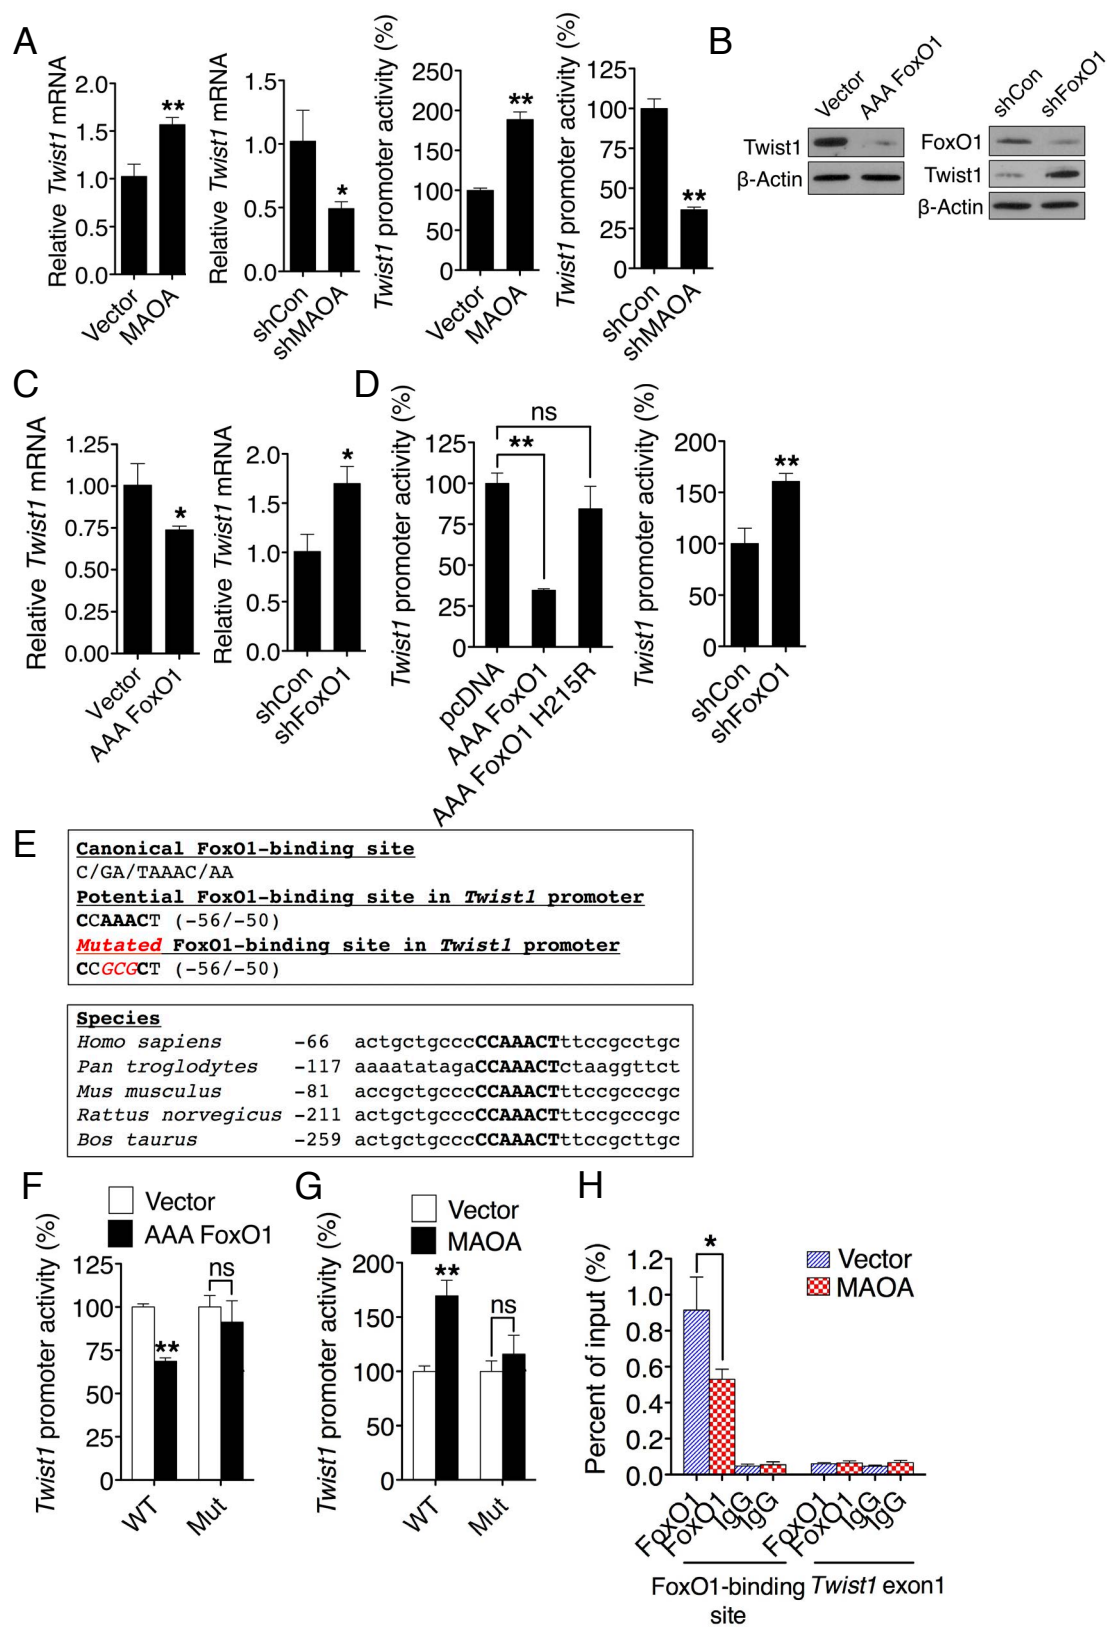 A
Relative Twist1 mRNA
2.0
1.5
1.0
0.5
0.0
**
Vector
MAOA
Relative Twist1 mRNA
1.5
1.0
0.5
0.0
*
shCon
shMAOA
Twist1 promoter activity (%)
250
200
150
100
50
0
**
Vector
MAOA
Twist1 promoter activity (%)
125
100
75
50
25
0
**
shCon
shMAOA
B
Vector
AAA FoxO1
Twist1
β-Actin
shCon
shFoxO1
FoxO1
Twist1
β-Actin
C
Relative Twist1 mRNA
1.25
1.00
0.75
0.50
0.25
0.00
*
Vector
AAA FoxO1
Relative Twist1 mRNA
2.0
1.5
1.0
0.5
0.0
*
shCon
shFoxO1
D
Twist1 promoter activity (%)
125
100
75
50
25
0
ns
**
pcDNA
AAA FoxO1
AAA FoxO1 H215R
Twist1 promoter activity (%)
200
150
100
50
0
**
shCon
shFoxO1
E
Canonical FoxO1-binding site
C/GA/TAAAC/AA
Potential FoxO1-binding site in Twist1 promoter
CCAAACT (-56/-50)
Mutated FoxO1-binding site in Twist1 promoter
CCGCGCT (-56/-50)
Species
Homo sapiens -66 actgctgcccCCAAACTttccgcctgc
Pan troglodytes -117 aaaatatagaCCAAACTctaaggttct
Mus musculus -81 accgctgcccCCAAACTttccgcccgc
Rattus norvegicus -211 actgctgcccCCAAACTttccgcccgc
Bos taurus -259 actgctgcccCCAAACTttccgcttgc
F
Vector
AAA FoxO1
Twist1 promoter activity (%)
125
100
75
50
25
0
**
ns
WT
Mut
G
Vector
MAOA
Twist1 promoter activity (%)
200
150
100
50
0
**
ns
WT
Mut
H
Vector
MAOA
Percent of input (%)
1.2
1.0
0.8
0.6
0.4
0.2
0.0
*
FoxO1
FoxO1
IgG
IgG
FoxO1
FoxO1
IgG
IgG
FoxO1-binding
site
Twist1 exon1